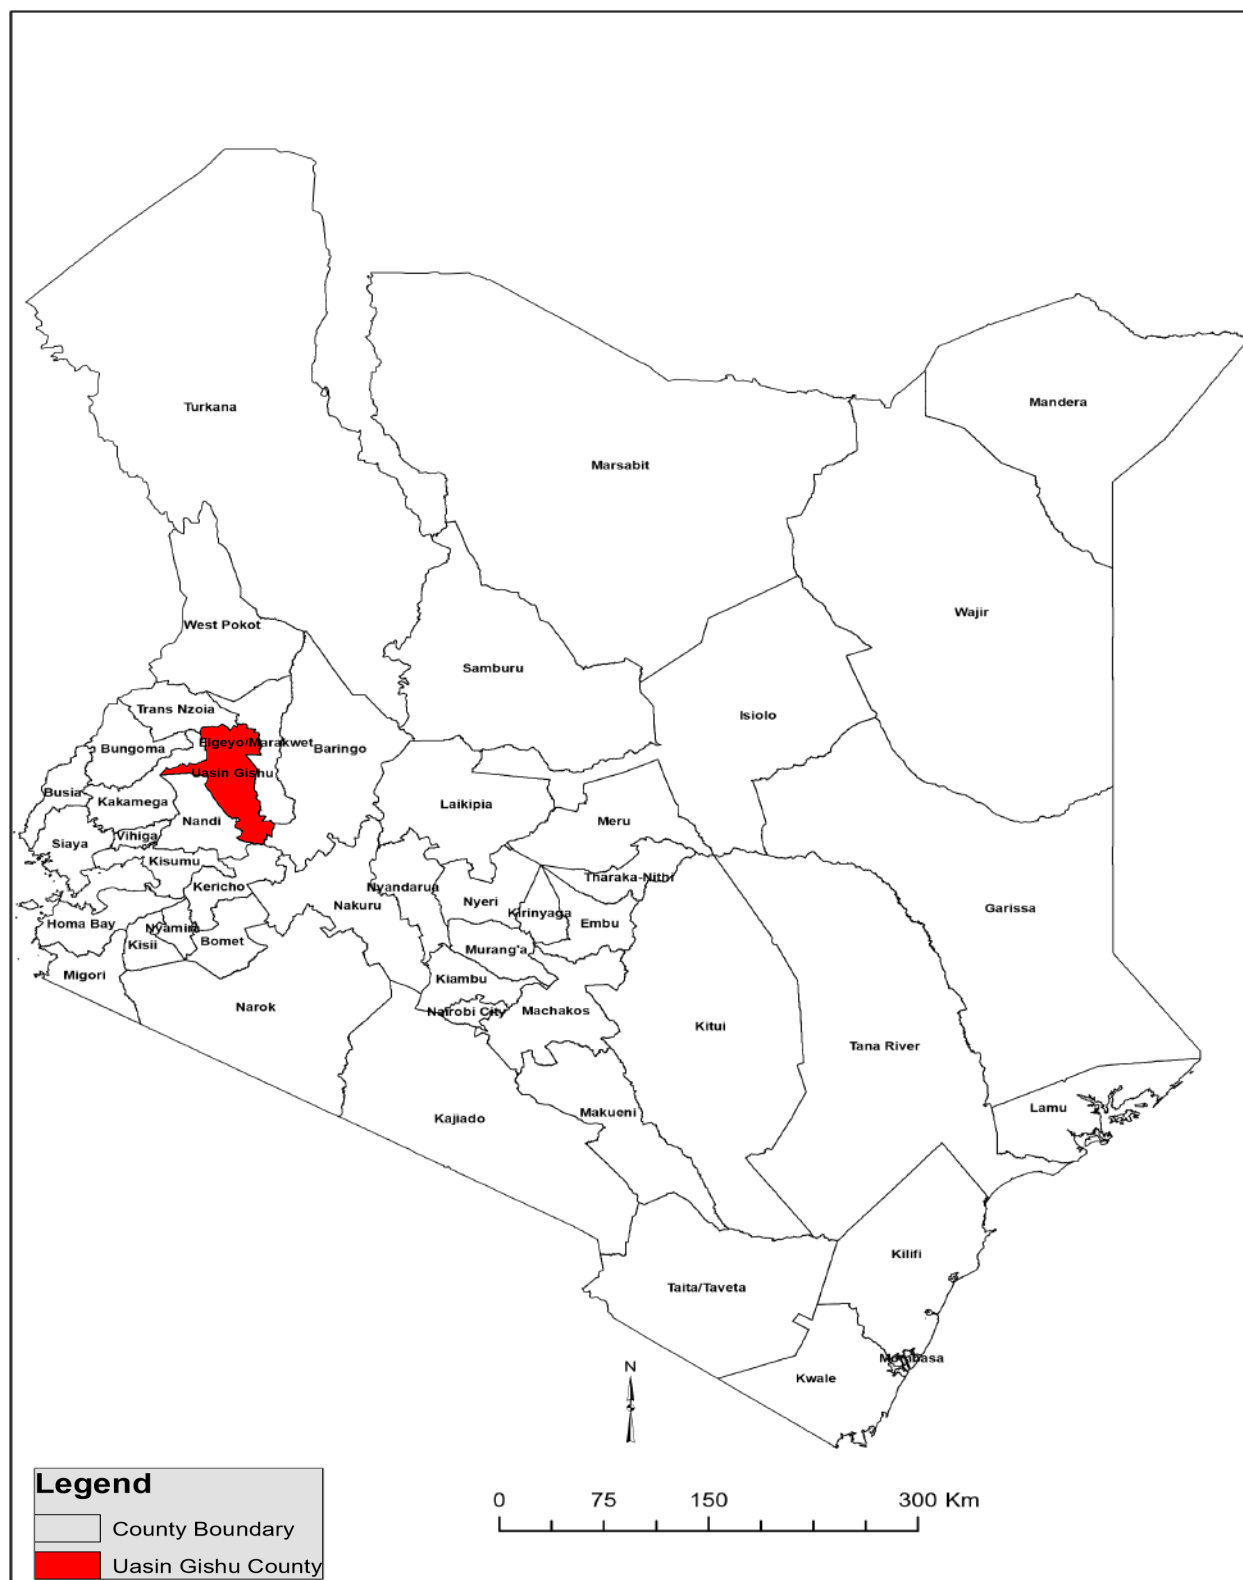 Turkana
Mandera
Marsabit
Wajir
West Pokot
Samburu
Trans Nzoia
Isiolo
Elgeyo/Marakwet
Bungoma
Baringo
Uasin Gishu
Busia
Kakamega
Laikipia
Nandi
Meru
Vihiga
Siaya
Kisumu
Tharaka-Nithi
Kericho
Nyandarua
Nyeri
Nakuru
Garissa
Kirinyaga
Homa Bay
Nyamira
Embu
Bomet
Kisii
Murang'a
Migori
Kiambu
Narok
Nairobi City
Machakos
Kitui
Tana River
Lamu
Makueni
Kajiado
Kilifi
Taita/Taveta
Mombasa
Kwale
N
Legend
County Boundary
Uasin Gishu County
0 75 150 300 Km